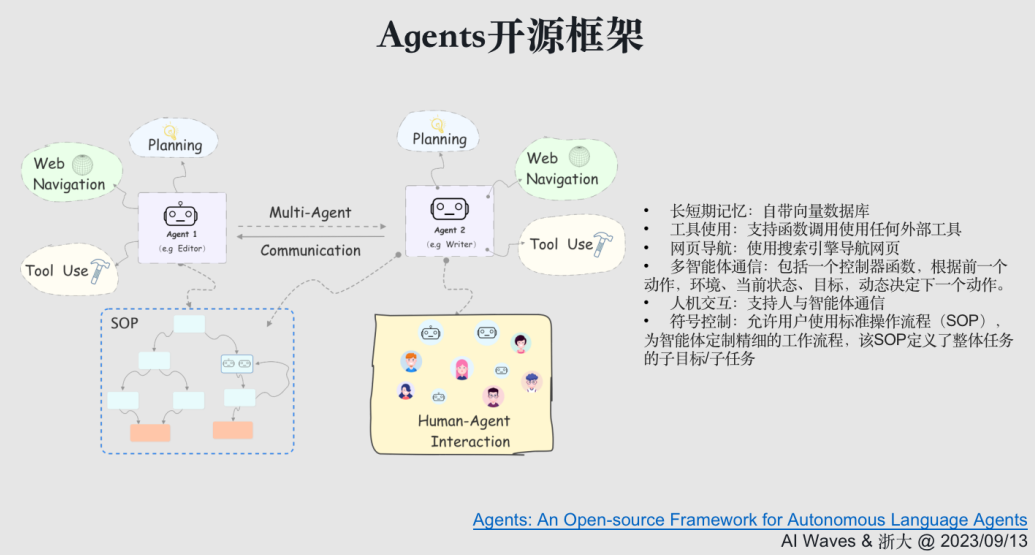 Agents开源框架
Planning
Web
Navigation
Agent 1
(e.g Editor)
Tool Use
Multi-Agent
Communication
Planning
Web
Navigation
Agent 2
(e.g Writer)
Tool Use
SOP
Human-Agent
Interaction
• 长短期记忆：自带向量数据库
• 工具使用：支持函数调用使用任何外部工具
• 网页导航：使用搜索引擎导航网页
• 多智能体通信：包括一个控制器函数，根据前一个
动作，环境、当前状态、目标，动态决定下一个动作。
• 人机交互：支持人与智能体通信
• 符号控制：允许用户使用标准操作流程（SOP），
为智能体定制精细的工作流程，该SOP定义了整体任务
的子目标/子任务
Agents: An Open-source Framework for Autonomous Language Agents
AI Waves & 浙大 @ 2023/09/13